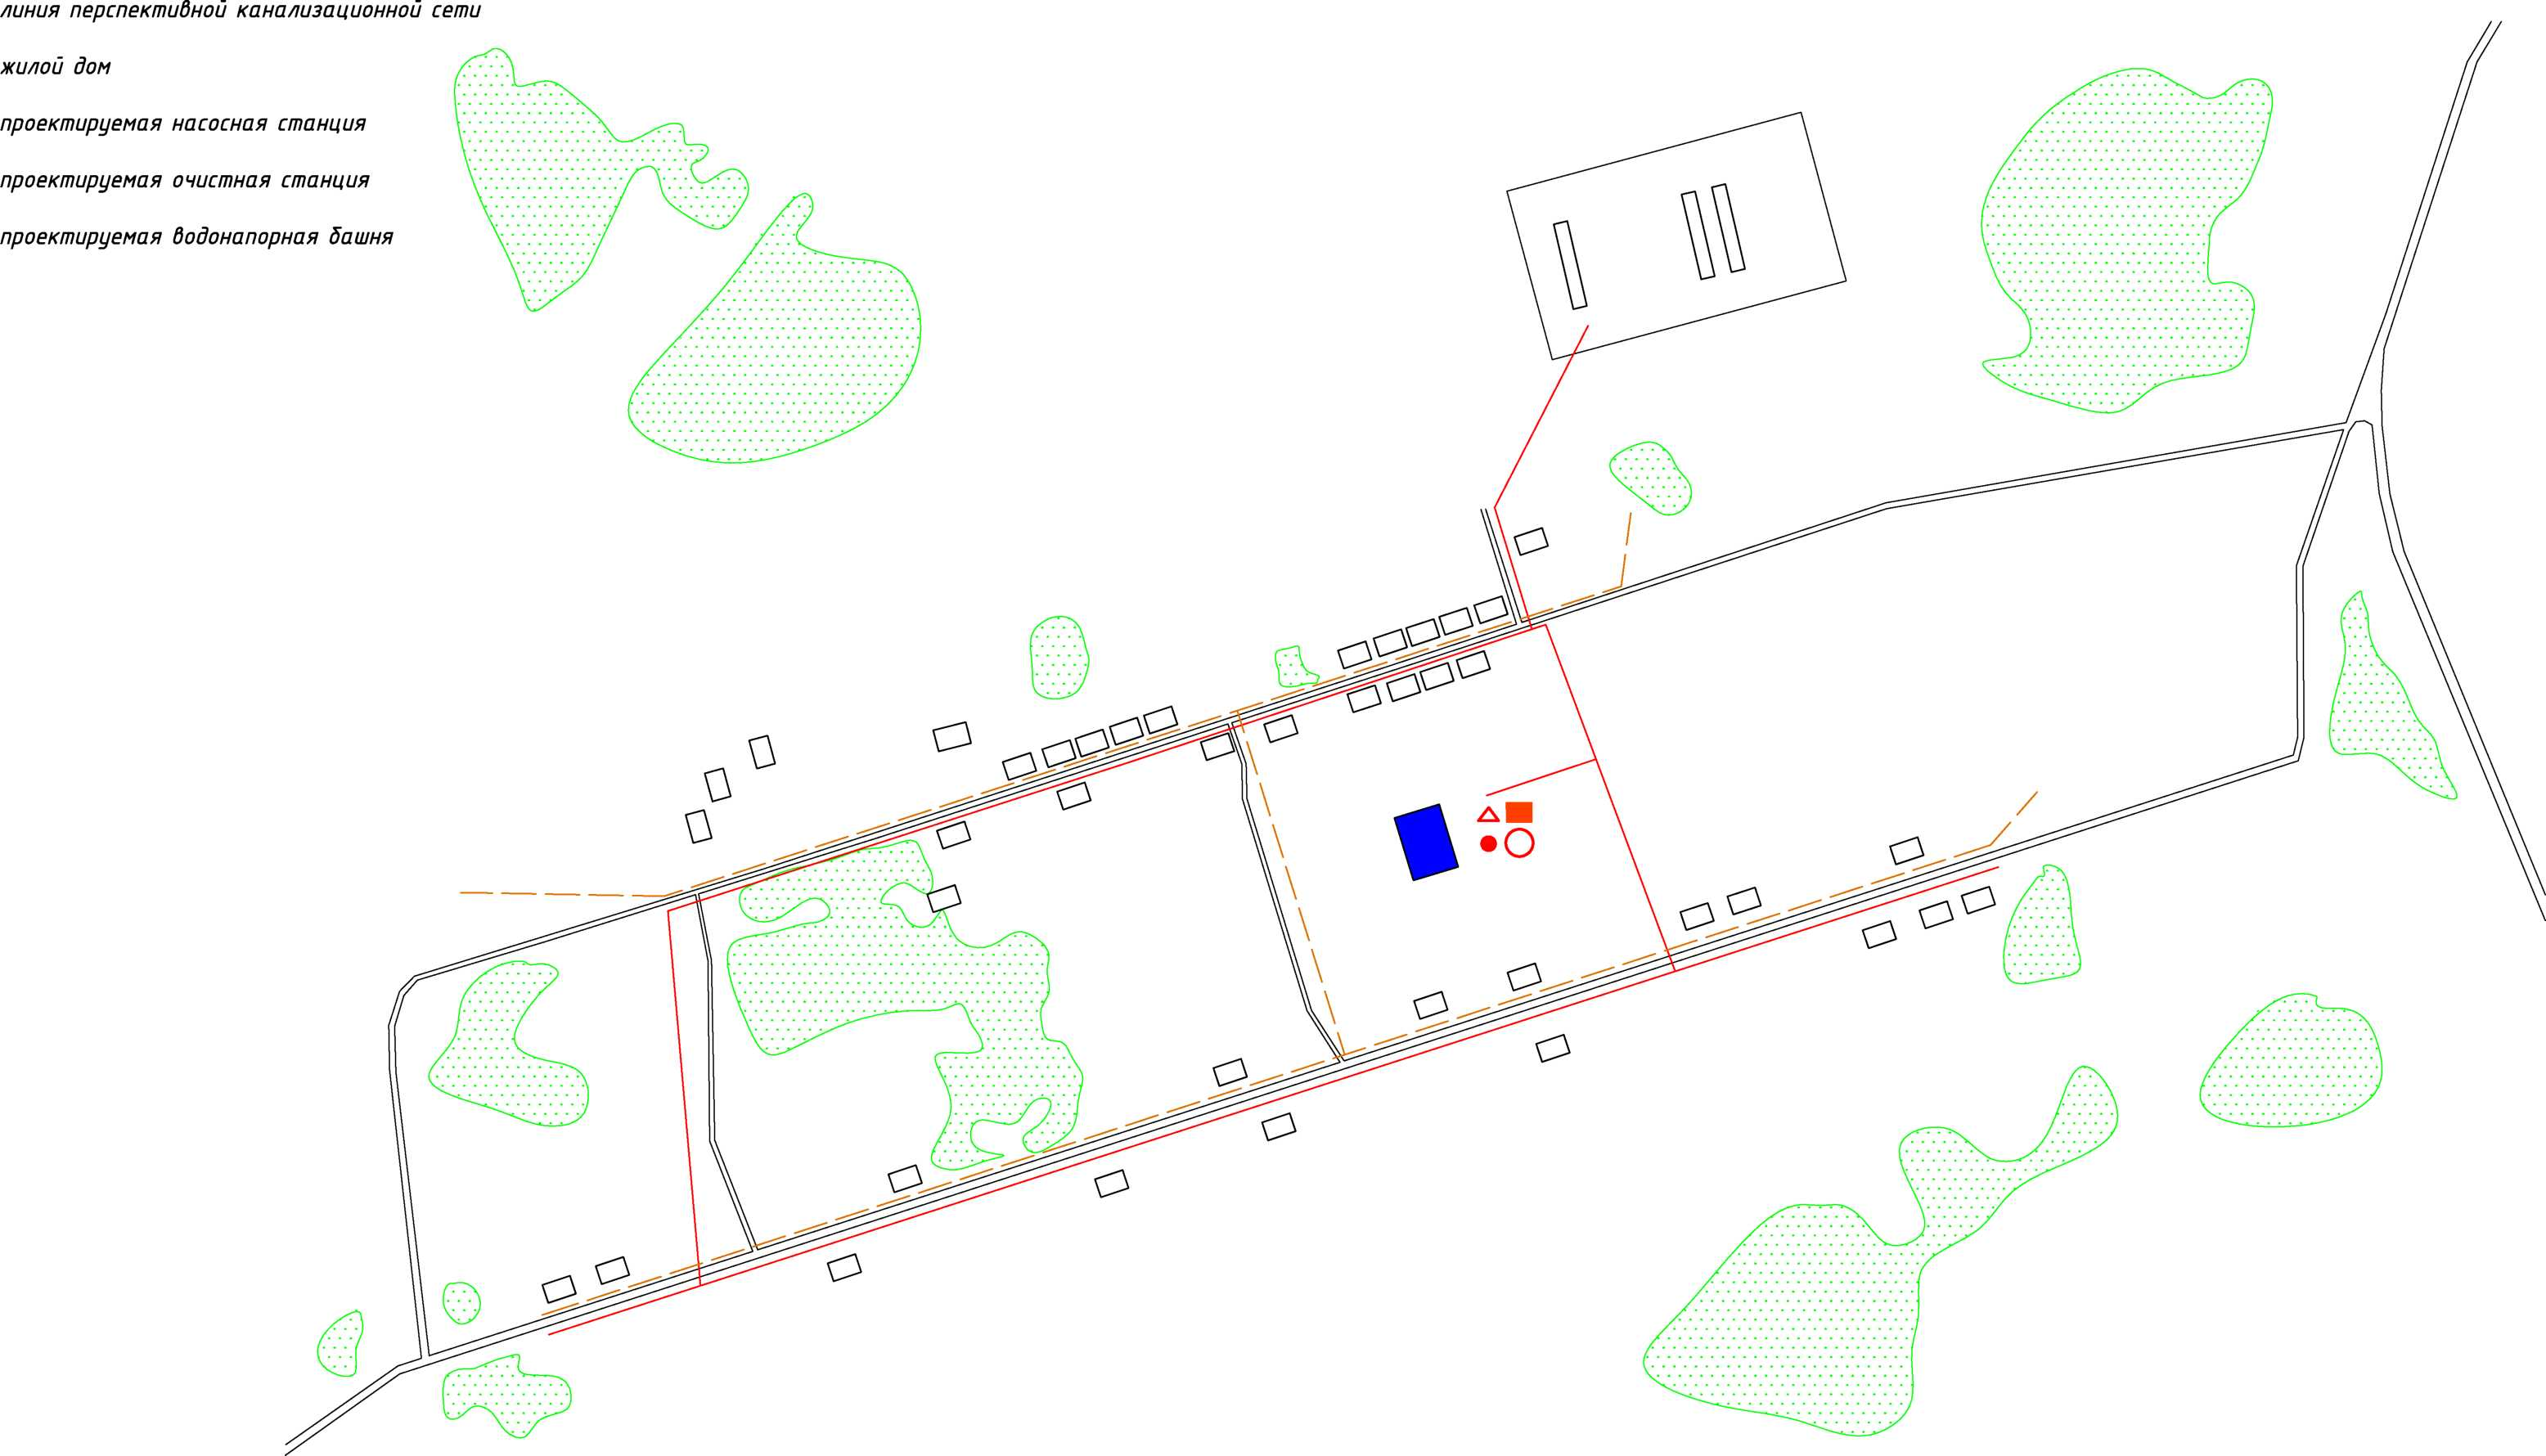 линия перспективной канализационной сети
жилой дом
проектируемая насосная станция
проектируемая очистная станция
проектируемая водонапорная башня